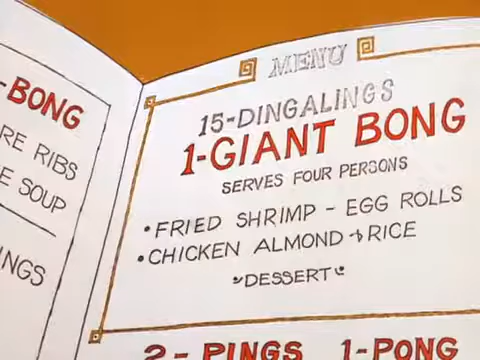 -BONG
RE RIBS
E SOUP
NGS
MENU
15-DINGALINGS
1-GIANT BONG
SERVES FOUR PERSONS
•FRIED SHRIMP - EGG ROLLS
•CHICKEN ALMOND & RICE
DESSERT
2- PINGS 1-PONG